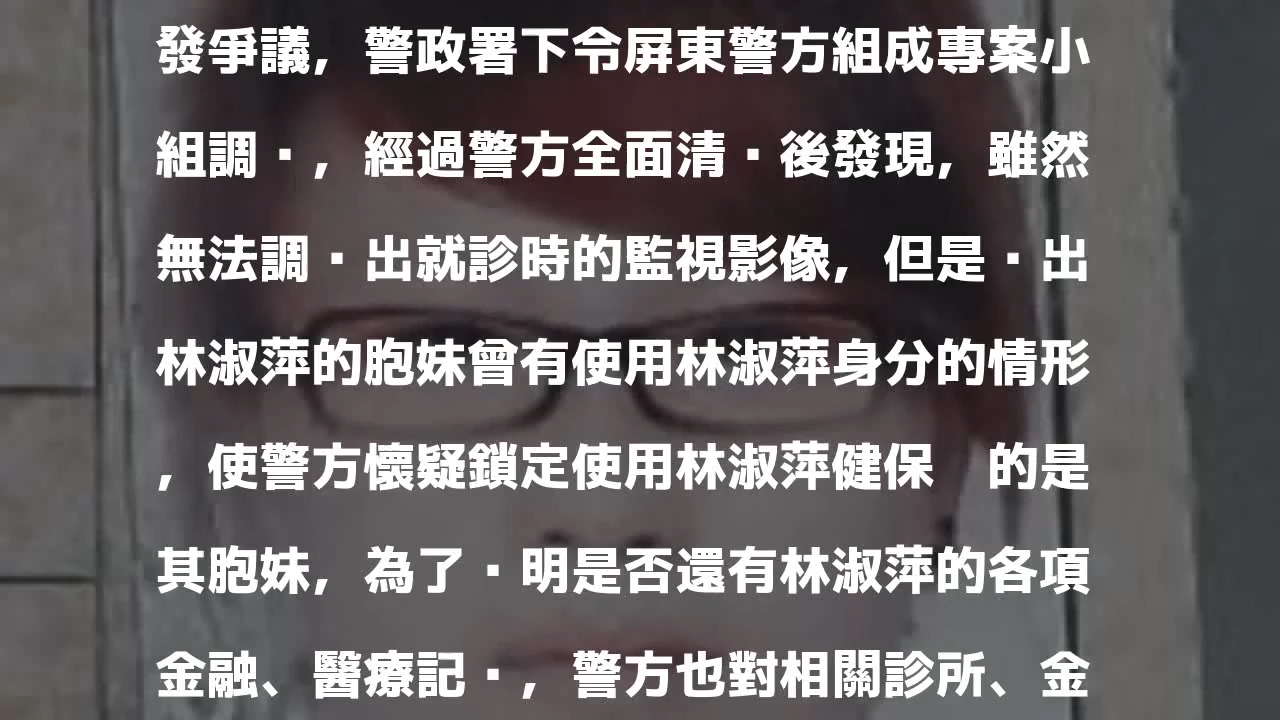 發爭議，警政署下令屏東警方組成專案小
組調▪，經過警方全面清▪後發現，雖然
無法調▪出就診時的監視影像，但是▪出
林淑萍的胞妹曾有使用林淑萍身分的情形
，使警方懷疑鎖定使用林淑萍健保　的是
其胞妹，為了▪明是否還有林淑萍的各項
金融、醫療記▪，警方也對相關診所、金